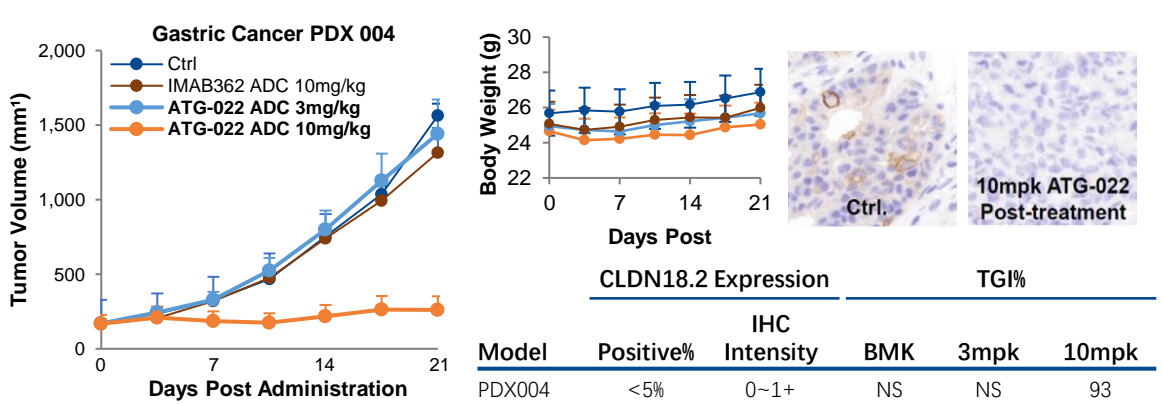 Gastric Cancer PDX 004
2,000
1,500
1,000
500
0
Tumor Volume (mm¹)
Ctrl
IMAB362 ADC 10mg/kg
ATG-022 ADC 3mg/kg
ATG-022 ADC 10mg/kg
0 7 14 21
Days Post Administration
30
28
26
24
22
Body Weight (g)
0 7 14 21
Days Post
Ctrl.
10mpk ATG-022
Post-treatment
CLDN18.2 Expression TGI%
IHC
Model Positive% Intensity BMK 3mpk 10mpk
PDX004 <5% 0~1+ NS NS 93